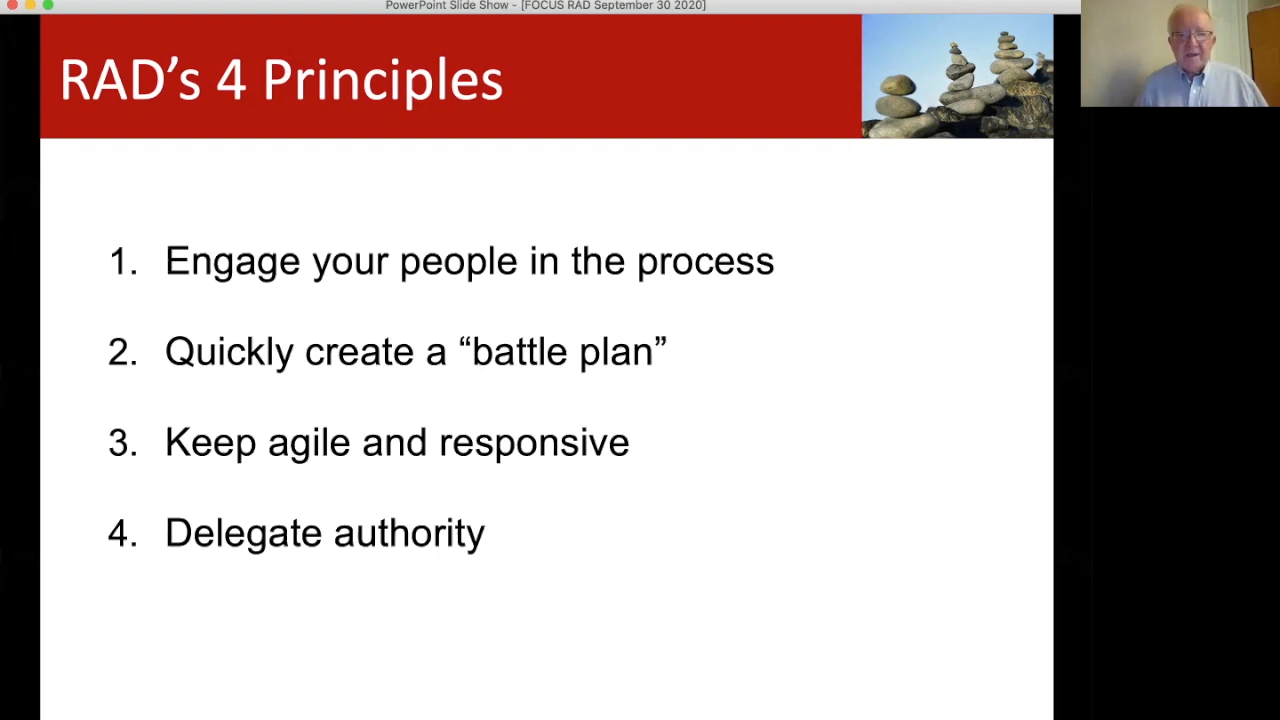 PowerPoint Slide Show - [FOCUS RAD September 30 2020]
RAD’s 4 Principles
1. Engage your people in the process
2. Quickly create a “battle plan”
3. Keep agile and responsive
4. Delegate authority